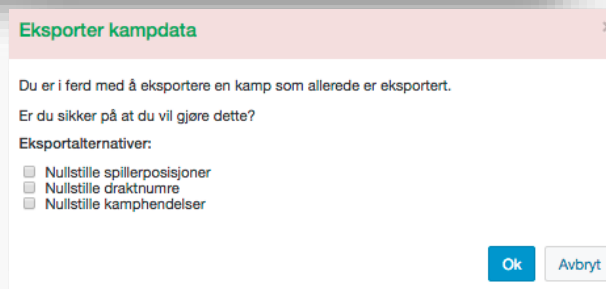 Eksporter kampdata
Du er i ferd med å eksportere en kamp som allerede er eksportert.
Er du sikker på at du vil gjøre dette?
Eksportalternativer:
Nullstille spillerposisjoner
Nullstille draktnumre
Nullstille kamphendelser
Ok Avbryt